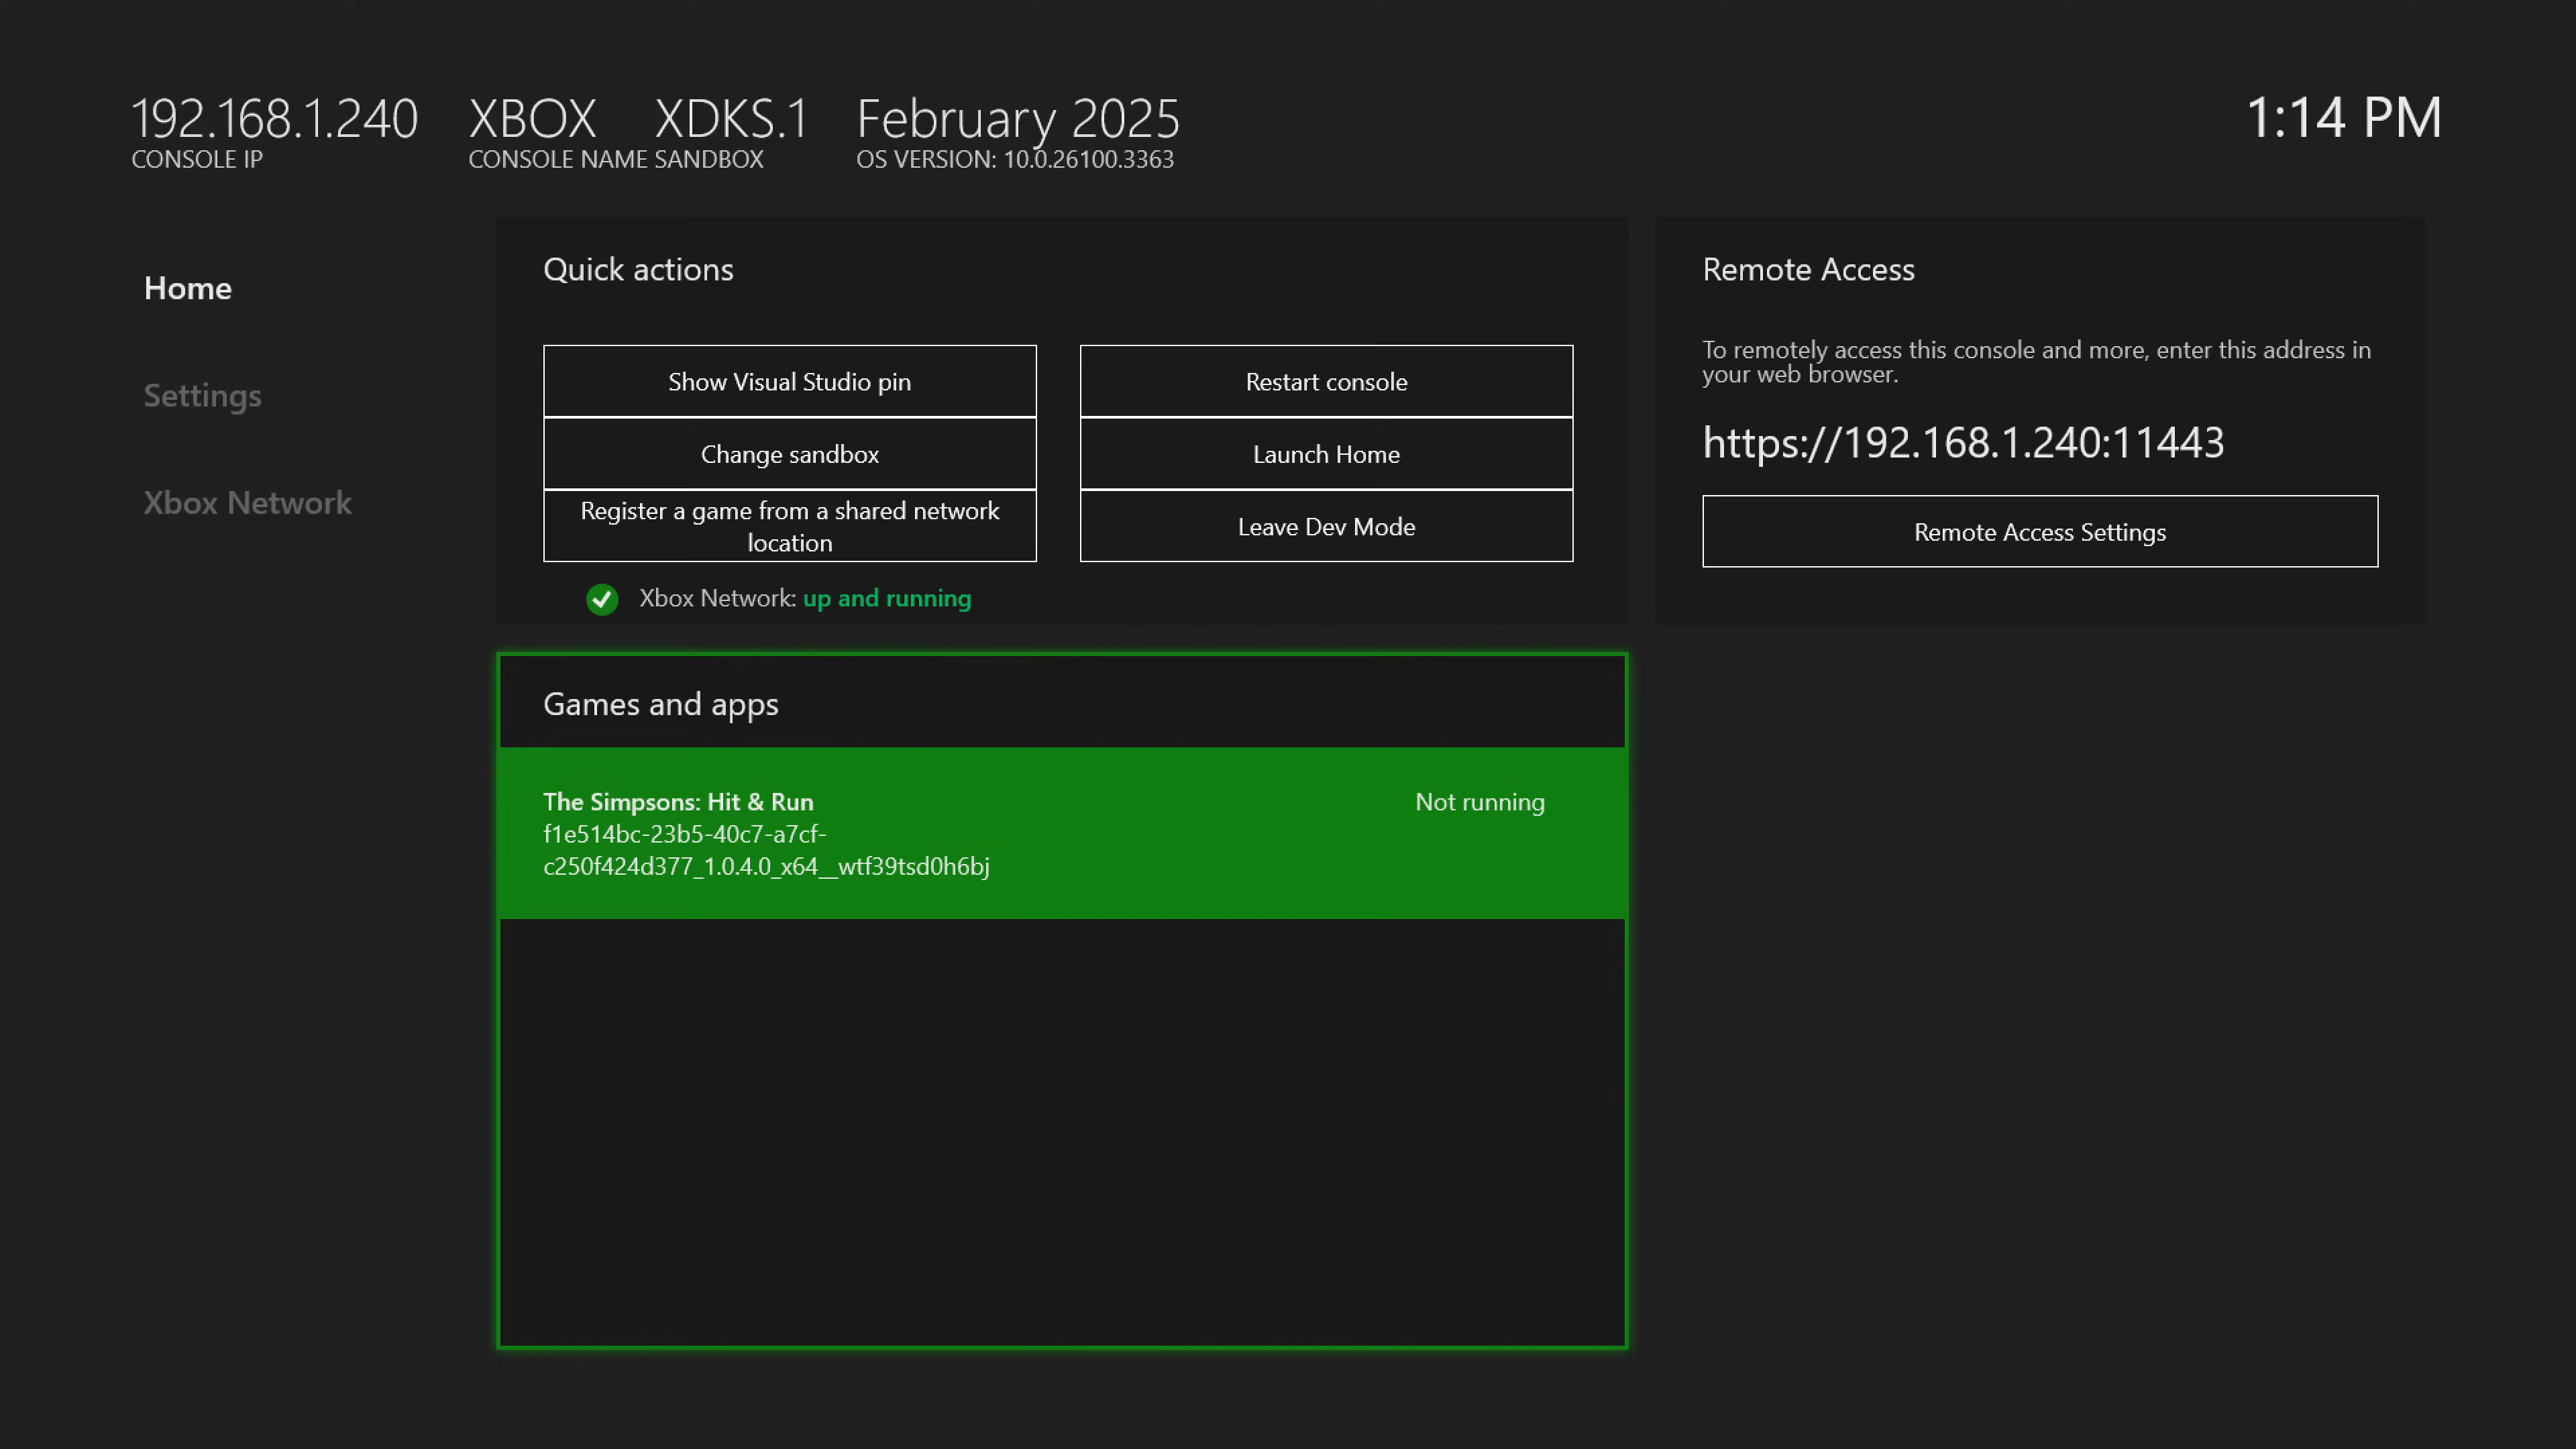 192.168.1.240 XBOX XDKS.1 February 2025 1:14 PM
CONSOLE IP CONSOLE NAME SANDBOX OS VERSION: 10.0.26100.3363
Home
Settings
Xbox Network
Quick actions
Show Visual Studio pin
Change sandbox
Register a game from a shared network
location
Restart console
Launch Home
Leave Dev Mode
Xbox Network: up and running
Remote Access
To remotely access this console and more, enter this address in
your web browser.
https://192.168.1.240:11443
Remote Access Settings
Games and apps
The Simpsons: Hit & Run Not running
f1e514bc-23b5-40c7-a7cf-
c250f424d377_1.0.4.0_x64__wtf39tsd0h6bj